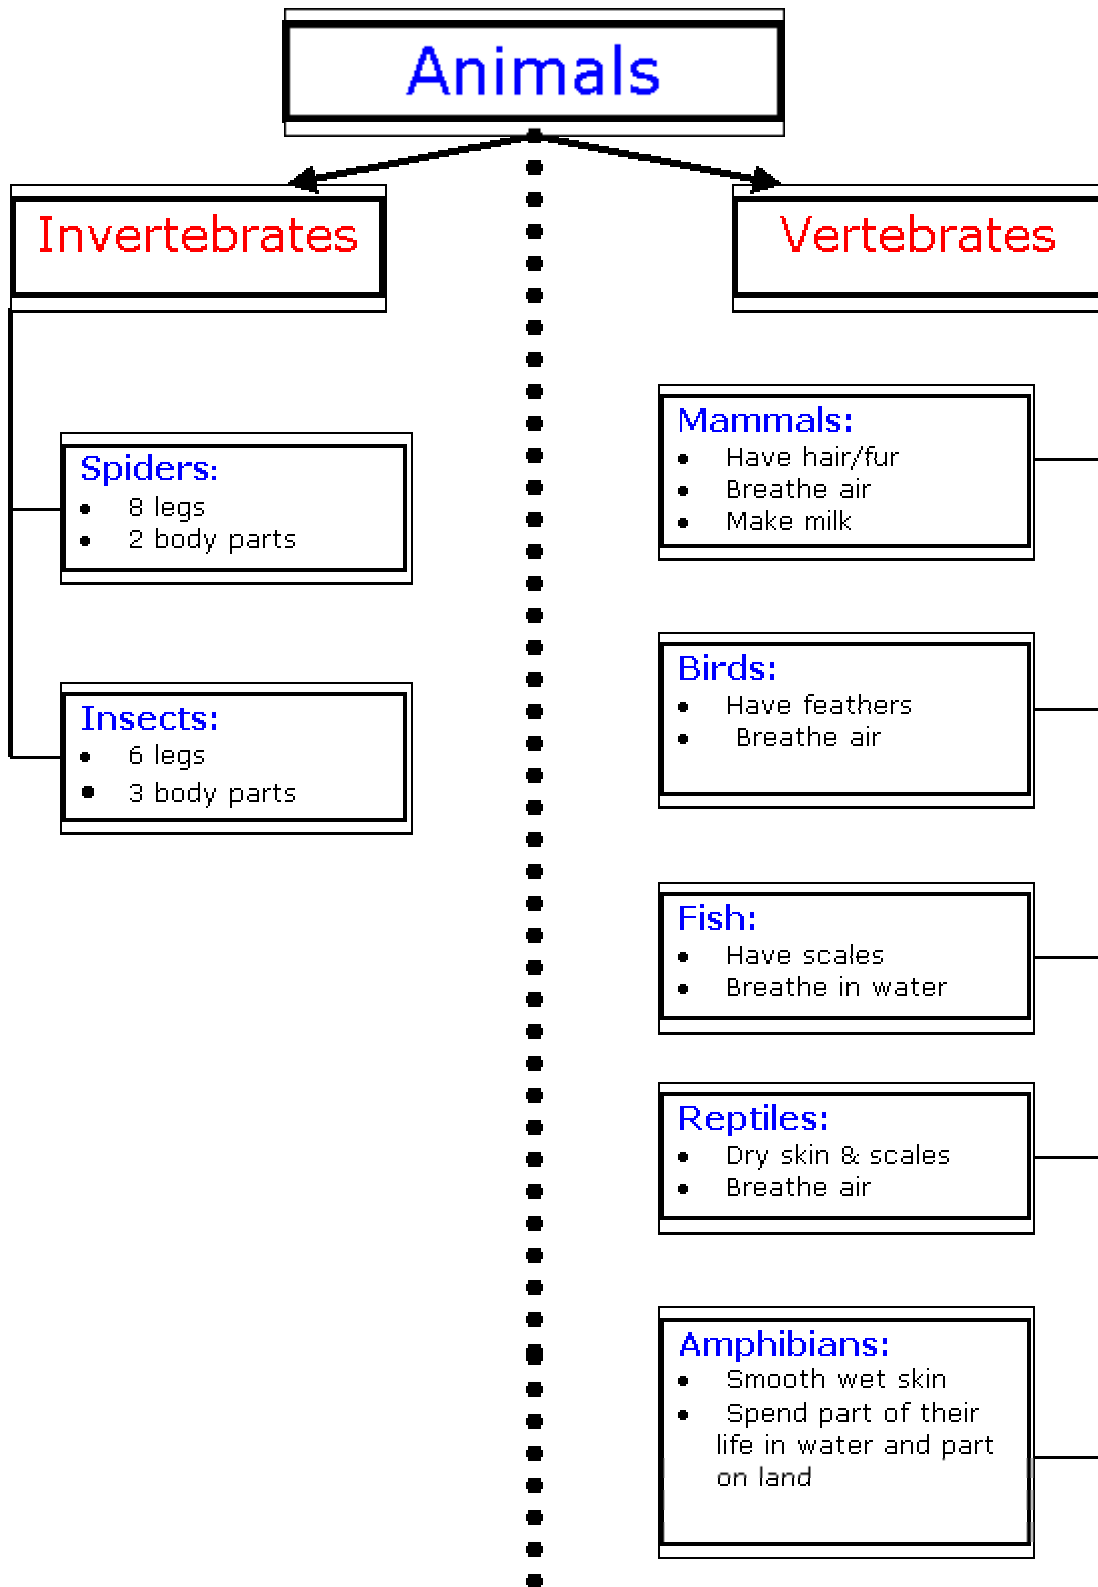 Animals
Invertebrates
Vertebrates
Spiders:
• 8 legs
• 2 body parts
Insects:
• 6 legs
• 3 body parts
Mammals:
• Have hair/fur
• Breathe air
• Make milk
Birds:
• Have feathers
• Breathe air
Fish:
• Have scales
• Breathe in water
Reptiles:
• Dry skin & scales
• Breathe air
Amphibians:
• Smooth wet skin
• Spend part of their
life in water and part
on land